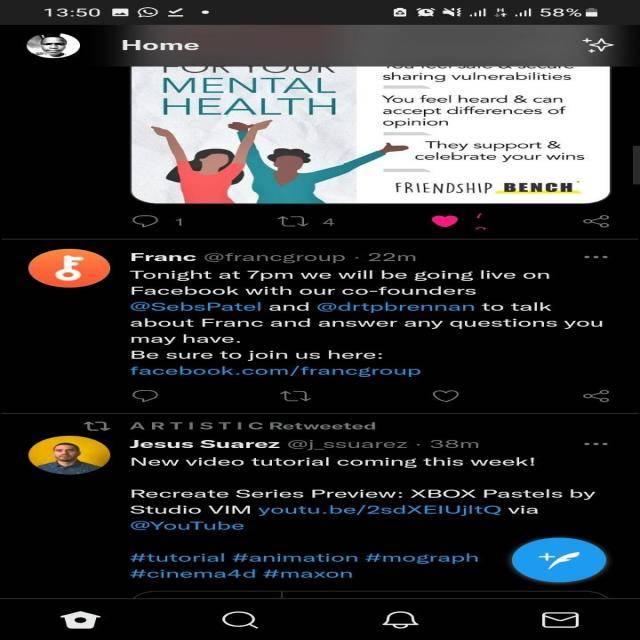 13:50
58%
Home
FOR YOUR
MENTAL
HEALTH
You feel safe & secure
sharing vulnerabilities
You feel heard & can
accept differences of
opinion
They support &
celebrate your wins
FRIENDSHIP BENCH
1
4
Franc @francgroup · 22m
Tonight at 7pm we will be going live on
Facebook with our co-founders
@SebsPatel and @drtpbrennan to talk
about Franc and answer any questions you
may have.
Be sure to join us here:
facebook.com/francgroup
A R T I S T I C Retweeted
Jesus Suarez @j_ssuarez · 38m
New video tutorial coming this week!
Recreate Series Preview: XBOX Pastels by
Studio VIM youtu.be/2sdXEIUjltQ via
@YouTube
#tutorial #animation #mograph
#cinema4d #maxon